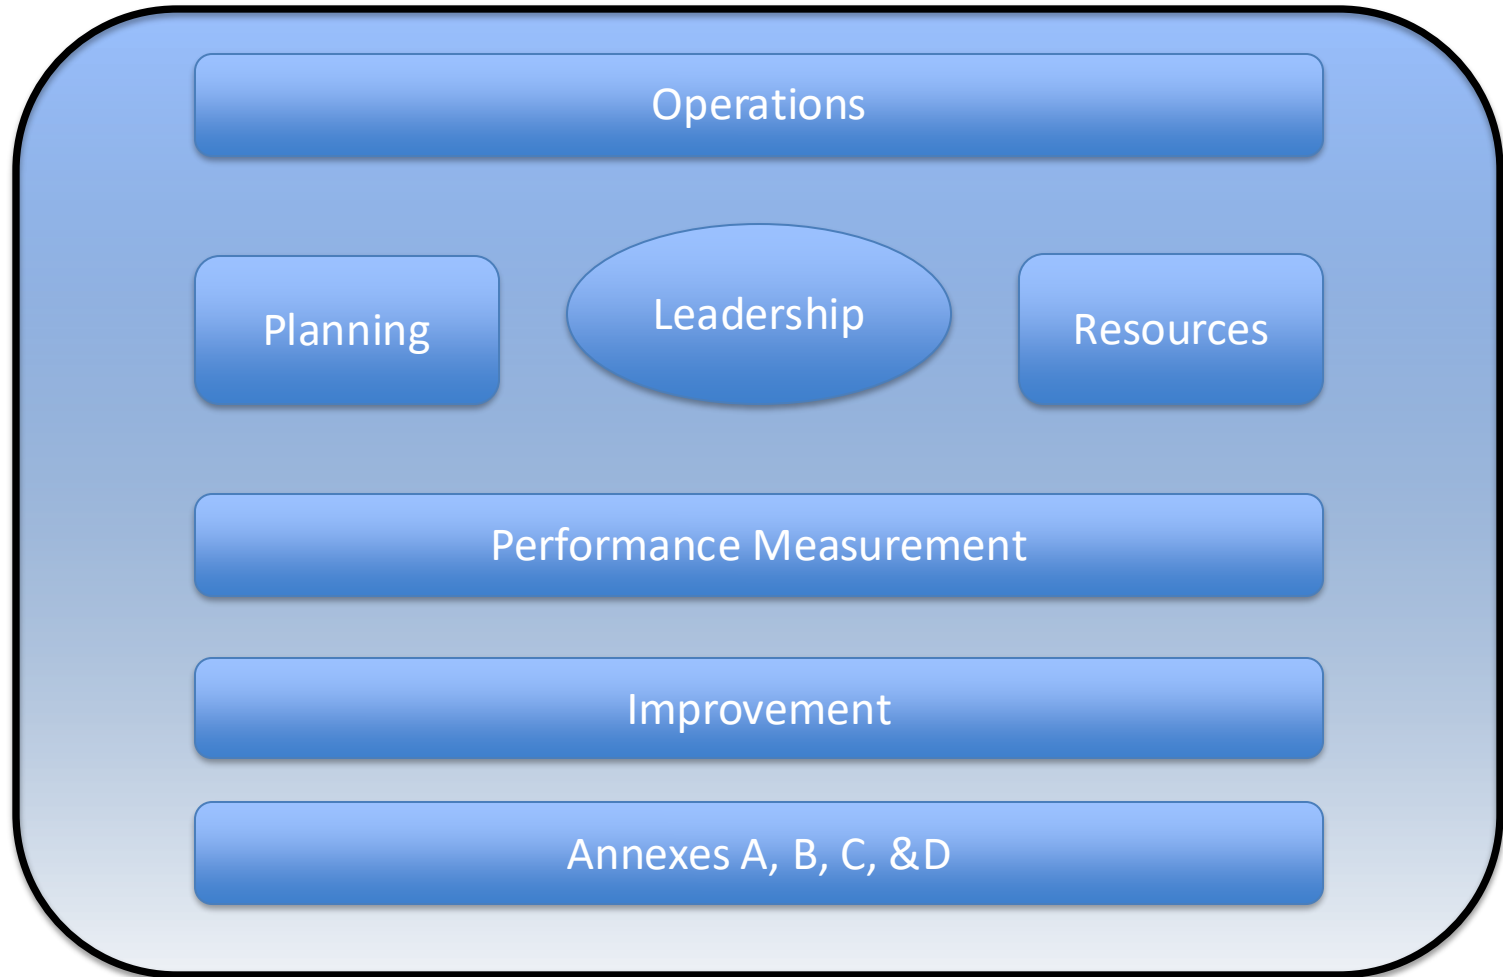 Operations
Planning
Leadership
Resources
Performance Measurement
Improvement
Annexes A, B, C, &D